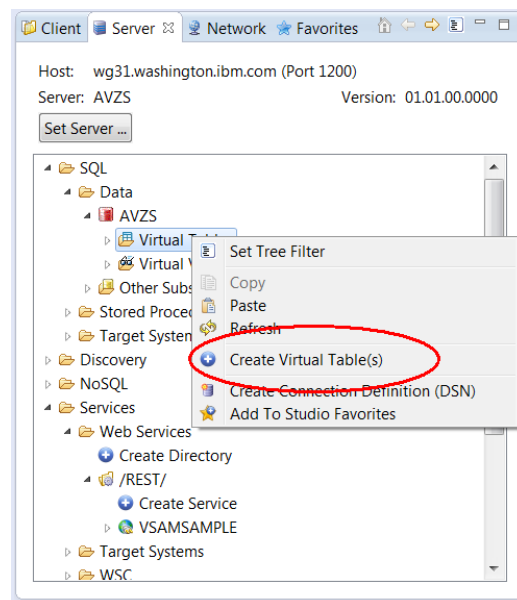 Client Server Network Favorites
Host: wg31.washington.ibm.com (Port 1200)
Server: AVZS Version: 01.01.00.0000
Set Server ...
SQL
Data
AVZS
Virtual
Virtual
Other Subs
Stored Proce
Target System
Discovery
NoSQL
Services
Web Services
Create Directory
/REST/
Create Service
VSAMSAMPLE
Target Systems
WSC
Set Tree Filter
Copy
Paste
Refresh
Create Virtual Table(s)
Create Connection Definition (DSN)
Add To Studio Favorites